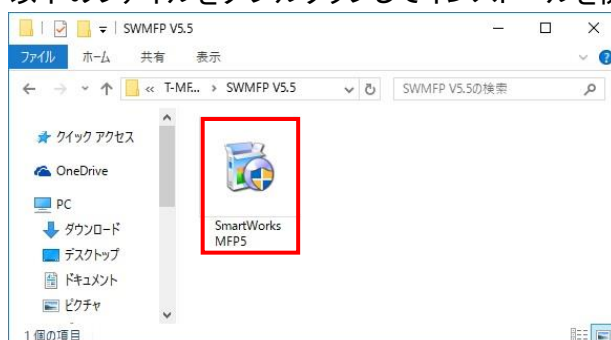 SWMFP V5.5
ファイル ホーム 共有 表示
« T-MF... › SWMFP V5.5
SWMFP V5.5の検索
クイック アクセス
OneDrive
PC
ダウンロード
デスクトップ
ドキュメント
ピクチャ
SmartWorks
MFP5
1 個の項目